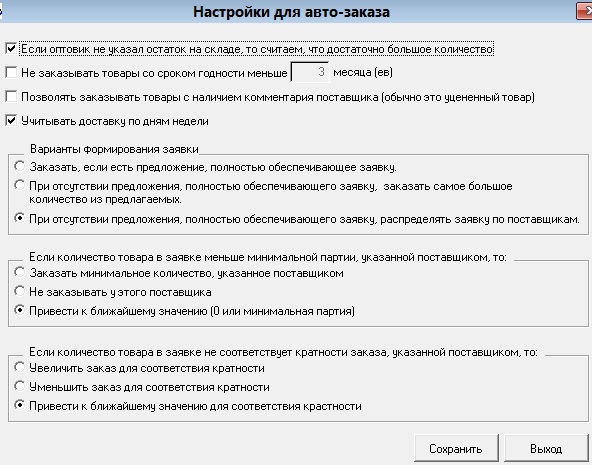 Настройки для авто-заказа
Если оптовик не указал остаток на складе, то считаем, что достаточно большое количество
Не заказывать товары со сроком годности меньше 3 месяца (ев)
Позволять заказывать товары с наличием комментария поставщика (обычно это уцененный товар)
Учитывать доставку по дням недели
Варианты формирования заявки
Заказать, если есть предложение, полностью обеспечивающее заявку.
При отсутствии предложения, полностью обеспечивающего заявку, заказать самое большое
количество из предлагаемых.
При отсутствии предложения, полностью обеспечивающего заявку, распределять заявку по поставщикам.
Если количество товара в заявке меньше минимальной партии, указанной поставщиком, то:
Заказать минимальное количество, указанное поставщиком
Не заказывать у этого поставщика
Привести к ближайшему значению (0 или минимальная партия)
Если количество товара в заявке не соответствует кратности заказа, указанной поставщиком, то:
Увеличить заказ для соответствия кратности
Уменьшить заказ для соответствия кратности
Привести к ближайшему значению для соответствия крастности
Сохранить Выход